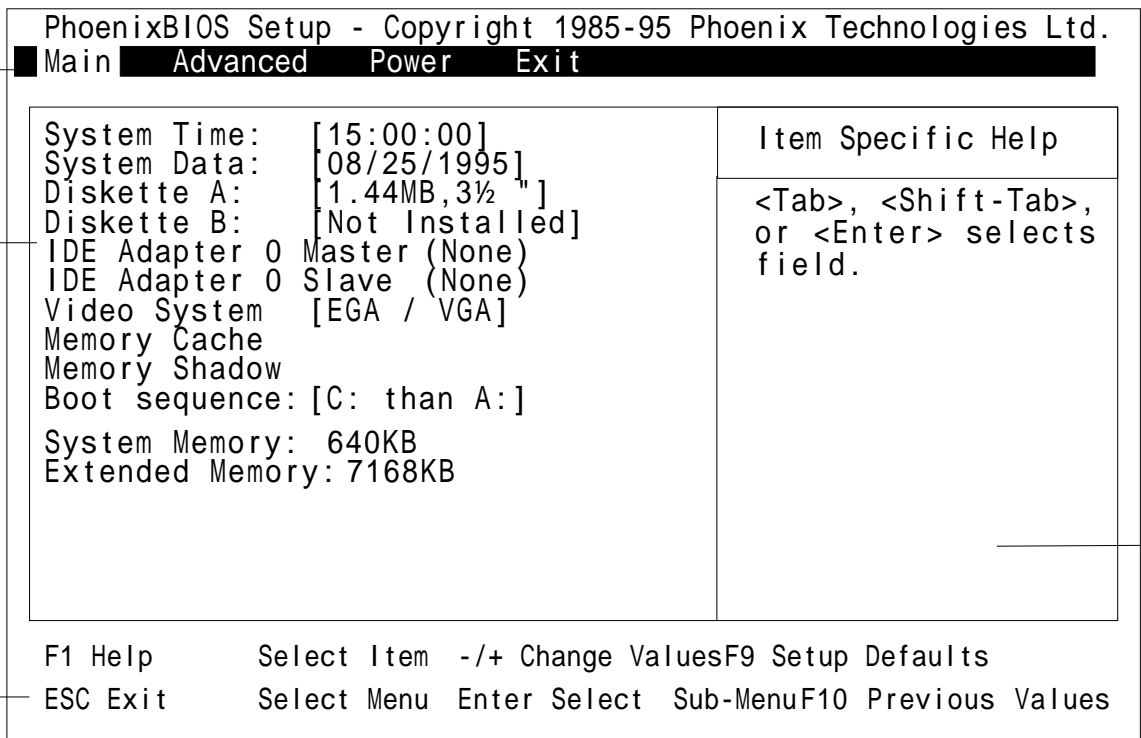 PhoenixBIOS Setup - Copyright 1985-95 Phoenix Technologies Ltd.
Main Advanced Power Exit
System Time: [15:00:00]
System Data: [08/25/1995]
Diskette A: [1.44MB,3½ "]
Diskette B: [Not Installed]
IDE Adapter 0 Master (None)
IDE Adapter 0 Slave (None)
Video System [EGA / VGA]
Memory Cache
Memory Shadow
Boot sequence: [C: than A:]
System Memory: 640KB
Extended Memory: 7168KB
Item Specific Help
<Tab>, <Shift-Tab>,
or <Enter> selects
field.
F1 Help Select Item -/+ Change ValuesF9 Setup Defaults
ESC Exit Select Menu Enter Select Sub-MenuF10 Previous Values